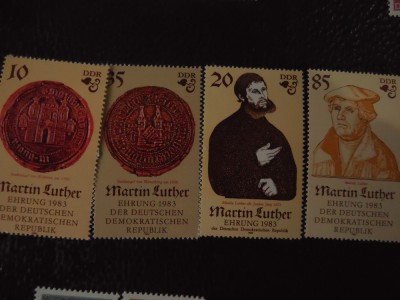 10
DDR
Martin Luther
EHRUNG 1983
DER DEUTSCHEN
DEMOKRATISCHEN
REPUBLIK
35
DDR
Martin Luther
EHRUNG 1983
DER DEUTSCHEN
DEMOKRATISCHEN
REPUBLIK
20
DDR
Martin Luther
EHRUNG 1983
der Deutschen Demokratischen Republik
85
DDR
Martin Luther
EHRUNG 1983
DER DEUTSCHEN
DEMOKRATISCHEN
REPUBLIK